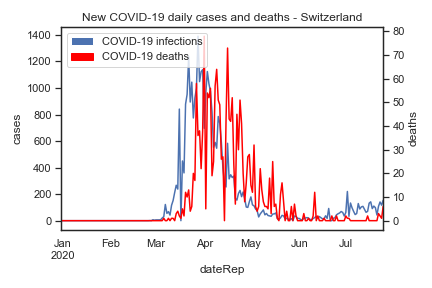 New COVID-19 daily cases and deaths - Switzerland
COVID-19 infections
COVID-19 deaths
cases
1400
1200
1000
800
600
400
200
0
deaths
80
70
60
50
40
30
20
10
0
Jan Feb Mar Apr May Jun Jul
2020
dateRep